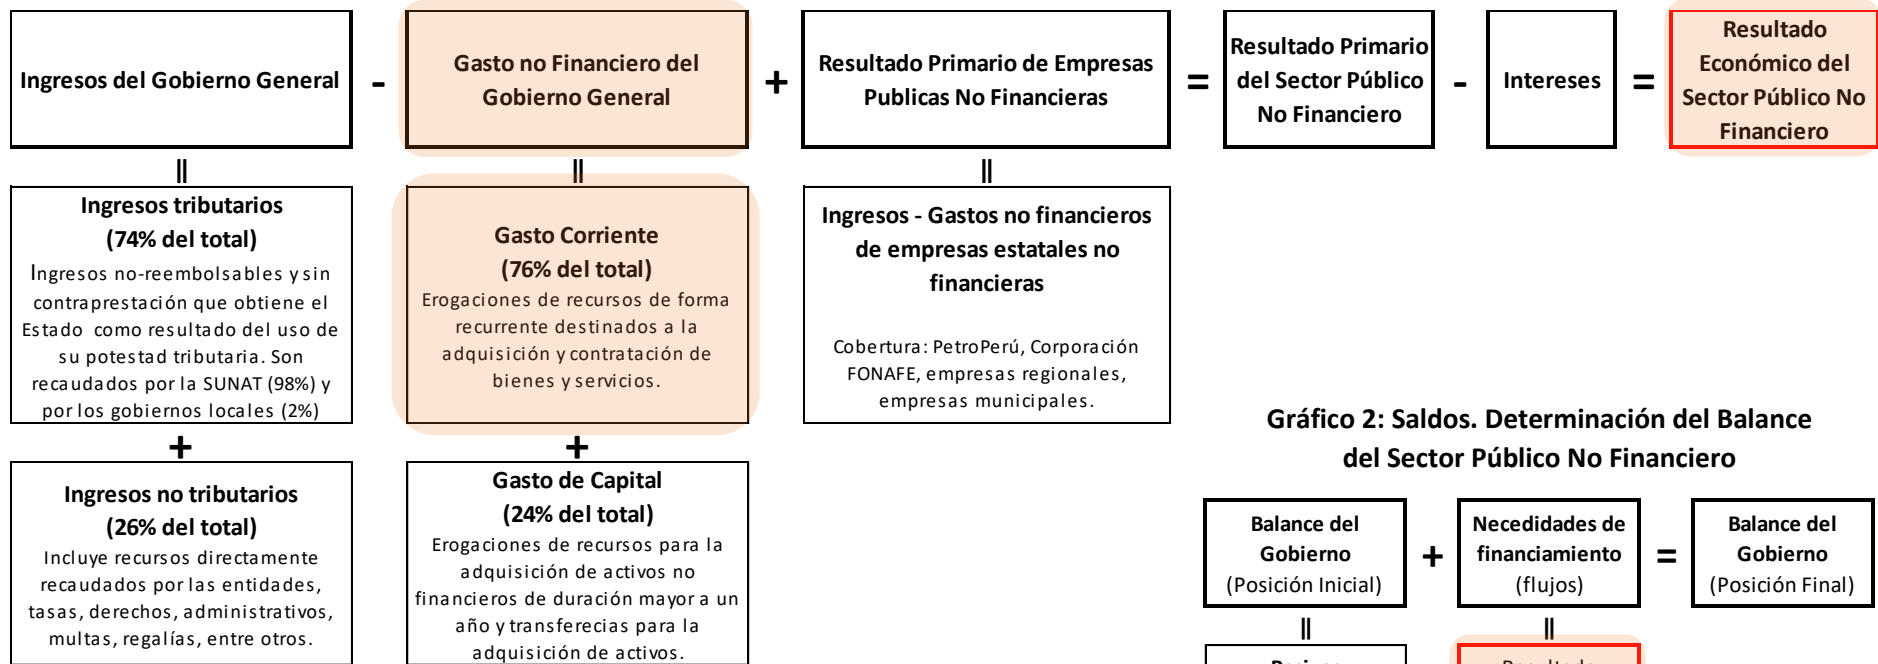 Ingresos del Gobierno General
-
Gasto no Financiero del
Gobierno General
+
Resultado Primario de Empresas
Publicas No Financieras
=
Resultado Primario
del Sector Público
No Financiero
-
Intereses
=
Resultado
Económico del
Sector Público No
Financiero
=
Ingresos tributarios
(74% del total)
Ingresos no-reembolsables y sin
contraprestación que obtiene el
Estado como resultado del uso de
su potestad tributaria. Son
recaudados por la SUNAT (98%) y
por los gobiernos locales (2%)
+
Ingresos no tributarios
(26% del total)
Incluye recursos directamente
recaudados por las entidades,
tasas, derechos, administrativos,
multas, regalías, entre otros.
=
Gasto Corriente
(76% del total)
Erogaciones de recursos de forma
recurrente destinados a la
adquisición y contratación de
bienes y servicios.
+
Gasto de Capital
(24% del total)
Erogaciones de recursos para la
adquisición de activos no
financieros de duración mayor a un
año y transferecias para la
adquisición de activos.
=
Ingresos - Gastos no financieros
de empresas estatales no
financieras
Cobertura: PetroPerú, Corporación
FONAFE, empresas regionales,
empresas municipales.
Gráfico 2: Saldos. Determinación del Balance
del Sector Público No Financiero
Balance del
Gobierno
(Posición Inicial)
+
Necedidades de
financiamiento
(flujos)
=
Balance del
Gobierno
(Posición Final)
=
=